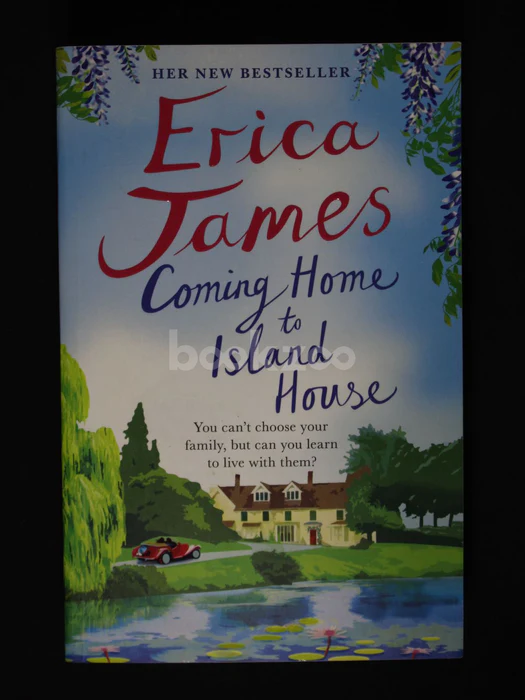 HER NEW BESTSELLER
Erica
James
Coming Home
to
Island
House
bookzoo
You can't choose your
family, but can you learn
to live with them?